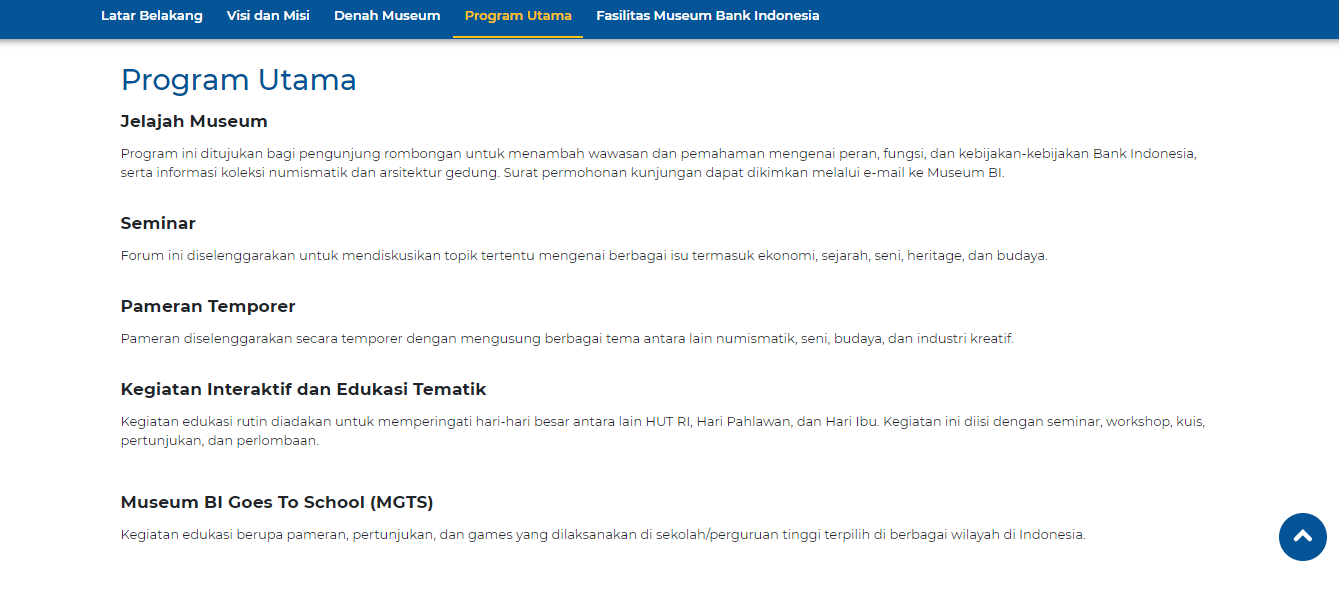 Latar Belakang Visi dan Misi Denah Museum Program Utama Fasilitas Museum Bank Indonesia
Program Utama
Jelajah Museum
Program ini ditujukan bagi pengunjung rombongan untuk menambah wawasan dan pemahaman mengenai peran, fungsi, dan kebijakan-kebijakan Bank Indonesia,
serta informasi koleksi numismatik dan arsitektur gedung. Surat permohonan kunjungan dapat dikimkan melalui e-mail ke Museum BI.
Seminar
Forum ini diselenggarakan untuk mendiskusikan topik tertentu mengenai berbagai isu termasuk ekonomi, sejarah, seni, heritage, dan budaya.
Pameran Temporer
Pameran diselenggarakan secara temporer dengan mengusung berbagai tema antara lain numismatik, seni, budaya, dan industri kreatif.
Kegiatan Interaktif dan Edukasi Tematik
Kegiatan edukasi rutin diadakan untuk memperingati hari-hari besar antara lain HUT RI, Hari Pahlawan, dan Hari Ibu. Kegiatan ini diisi dengan seminar, workshop, kuis,
pertunjukan, dan perlombaan.
Museum BI Goes To School (MGTS)
Kegiatan edukasi berupa pameran, pertunjukan, dan games yang dilaksanakan di sekolah/perguruan tinggi terpilih di berbagai wilayah di Indonesia.